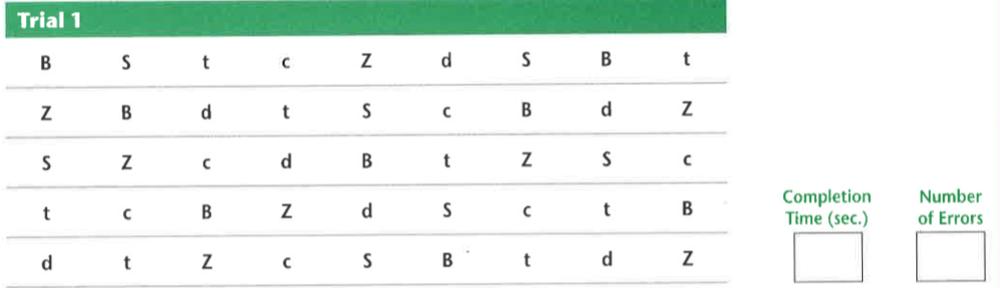 Trial 1
B S t c Z d S B t
Z B d t S c B d Z
S Z c d B t Z S c
t c B Z d S c t B
d t Z c S B t d Z
Completion Time (sec.)
Number of Errors